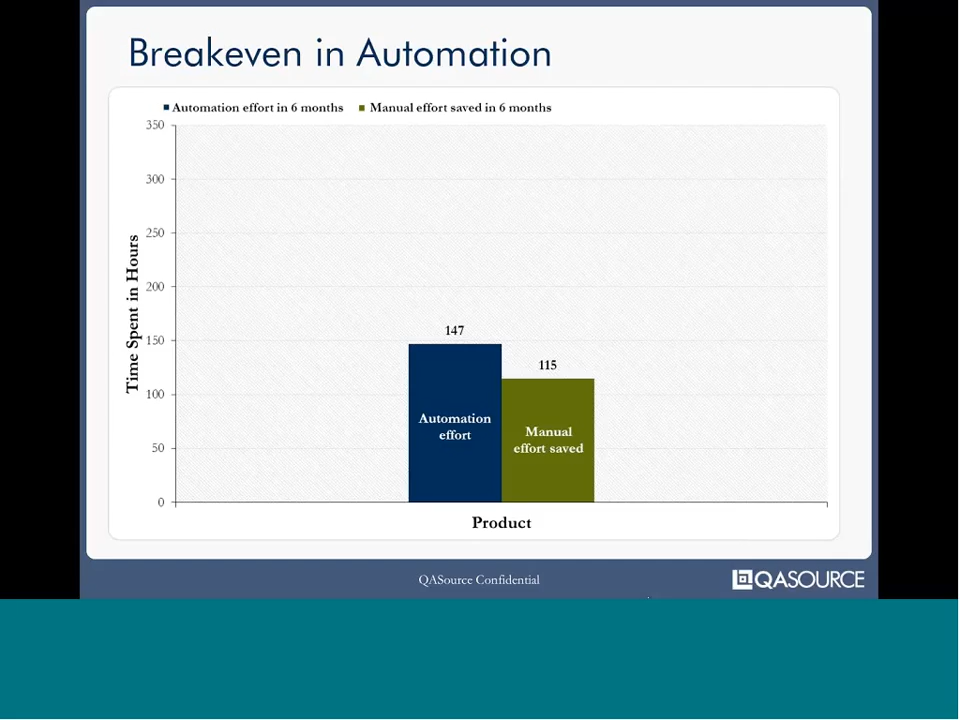 Breakeven in Automation
Automation effort in 6 months
Manual effort saved in 6 months
350
300
250
200
150
100
50
0
Time Spent in Hours
147
115
Automation
effort
Manual
effort saved
Product
QASource Confidential
QASOURCE